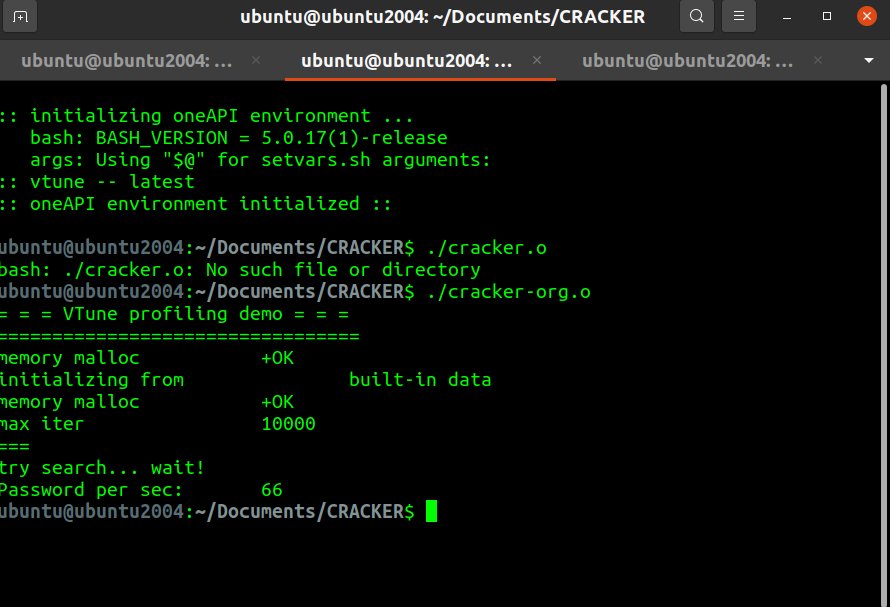 ubuntu@ubuntu2004: ~/Documents/CRACKER
ubuntu@ubuntu2004: ... ubuntu@ubuntu2004: ... ubuntu@ubuntu2004: ...
:: initializing oneAPI environment ...
bash: BASH_VERSION = 5.0.17(1)-release
args: Using "$@" for setvars.sh arguments:
:: vtune -- latest
:: oneAPI environment initialized ::
ubuntu@ubuntu2004:~/Documents/CRACKER$ ./cracker.o
bash: ./cracker.o: No such file or directory
ubuntu@ubuntu2004:~/Documents/CRACKER$ ./cracker-org.o
= = = VTune profiling demo = = =
=================================
memory malloc +OK
initializing from built-in data
memory malloc +OK
max iter 10000
===
try search... wait!
Password per sec: 66
ubuntu@ubuntu2004:~/Documents/CRACKER$